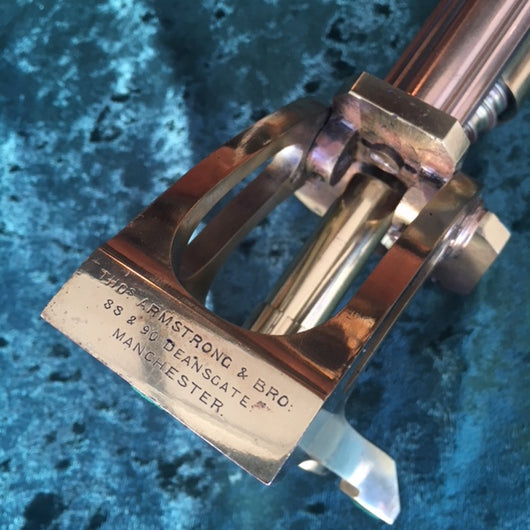 THOS ARMSTRONG & BRO:
88 & 90 DEANSGATE.
MANCHESTER.